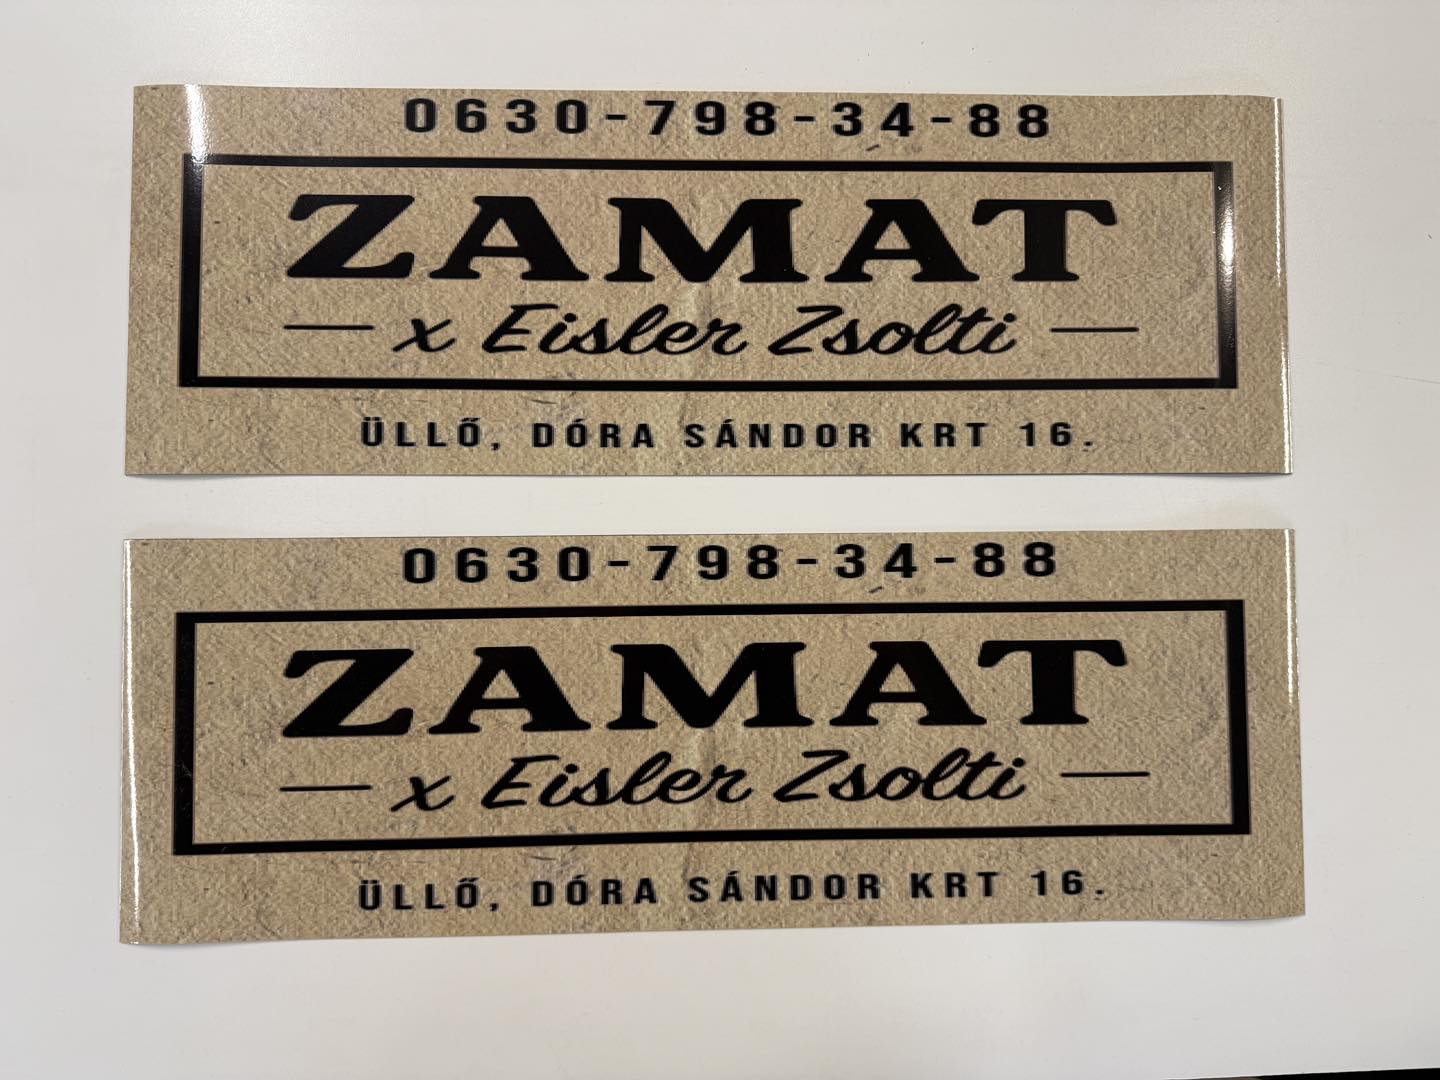 0630-798-34-88
ZAMAT
x Eisler Zsolti
ÜLLŐ, DÓRA SÁNDOR KRT 16.
0630-798-34-88
ZAMAT
x Eisler Zsolti
ÜLLŐ, DÓRA SÁNDOR KRT 16.